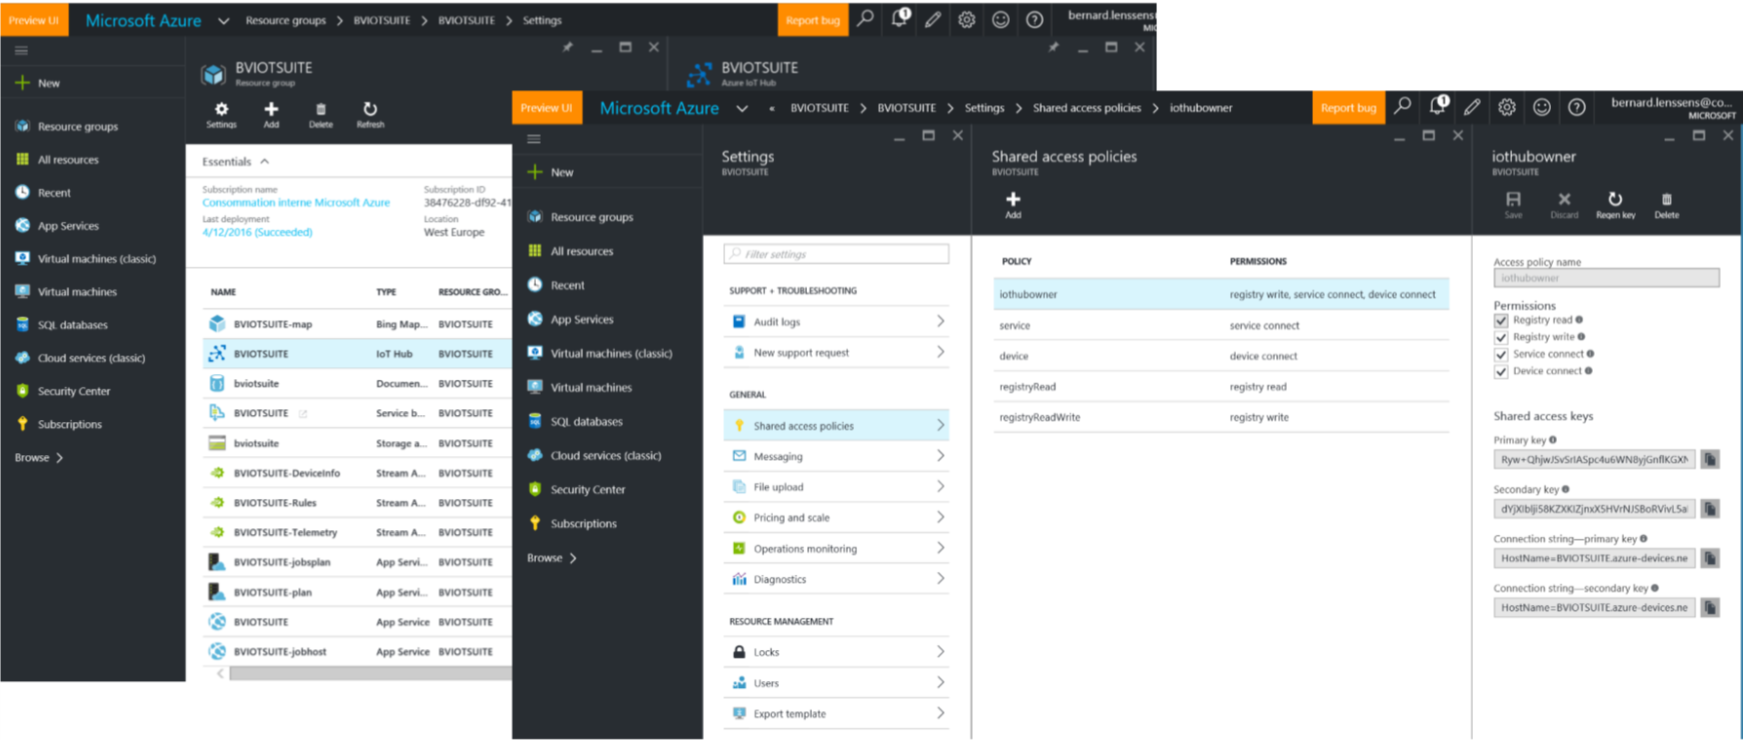 Preview UI
Microsoft Azure
Resource groups > BVIOTSUITE > BVIOTSUITE > Settings
Report bug
1
bernard.lenssens
New
Resource groups
All resources
Recent
App Services
Virtual machines (classic)
Virtual machines
SQL databases
Cloud services (classic)
Security Center
Subscriptions
Browse >
BVIOTSUITE
Resource group
Settings Add Delete Refresh
BVIOTSUITE
Azure IoT Hub
Essentials
Subscription name
Consommation interne Microsoft Azure
Last deployment
4/12/2016 (Succeeded)
Subscription ID
38476228-df92-41
Location
West Europe
NAME TYPE RESOURCE GRO...
BVIOTSUITE-map Bing Map... BVIOTSUITE
BVIOTSUITE IoT Hub BVIOTSUITE
bviotsuite Documen... BVIOTSUITE
BVIOTSUITE Service b... BVIOTSUITE
bviotsuite Storage a... BVIOTSUITE
BVIOTSUITE-DeviceInfo Stream A... BVIOTSUITE
BVIOTSUITE-Rules Stream A... BVIOTSUITE
BVIOTSUITE-Telemetry Stream A... BVIOTSUITE
BVIOTSUITE-jobsplan App Servi... BVIOTSUITE
BVIOTSUITE-plan App Servi... BVIOTSUITE
BVIOTSUITE App Service BVIOTSUITE
BVIOTSUITE-jobhost App Service BVIOTSUITE
Preview UI
Microsoft Azure
« BVIOTSUITE > BVIOTSUITE > Settings > Shared access policies > iothubowner
Report bug
1
bernard.lenssens@co...
MICROSOFT
New
Resource groups
All resources
Recent
App Services
Virtual machines (classic)
Virtual machines
SQL databases
Cloud services (classic)
Security Center
Subscriptions
Browse >
Settings
BVIOTSUITE
Filter settings
SUPPORT + TROUBLESHOOTING
Audit logs
New support request
GENERAL
Shared access policies
Messaging
File upload
Pricing and scale
Operations monitoring
Diagnostics
RESOURCE MANAGEMENT
Locks
Users
Export template
Shared access policies
BVIOTSUITE
Add
POLICY PERMISSIONS
iothubowner registry write, service connect, device connect
service service connect
device device connect
registryRead registry read
registryReadWrite registry write
iothubowner
BVIOTSUITE
Save Discard Regen key Delete
Access policy name
iothubowner
Permissions
Registry read
Registry write
Service connect
Device connect
Shared access keys
Primary key
Secondary key
Connection string—primary key
HostName=BVIOTSUITE.azure-devices.ne
Connection string—secondary key
HostName=BVIOTSUITE.azure-devices.ne